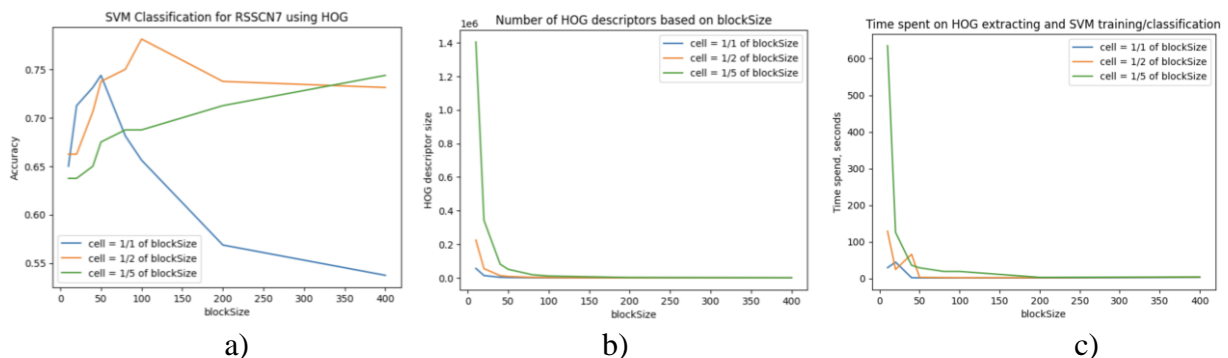 SVM Classification for RSSCN7 using HOG
Accuracy
0.75
0.70
0.65
0.60
0.55
cell = 1/1 of blockSize
cell = 1/2 of blockSize
cell = 1/5 of blockSize
0 50 100 150 200 250 300 350 400
blockSize
a)
Number of HOG descriptors based on blockSize
1e6
HOG descriptor size
1.4
1.2
1.0
0.8
0.6
0.4
0.2
0.0
cell = 1/1 of blockSize
cell = 1/2 of blockSize
cell = 1/5 of blockSize
0 50 100 150 200 250 300 350 400
blockSize
b)
Time spent on HOG extracting and SVM training/classification
Time spend, seconds
600
500
400
300
200
100
0
cell = 1/1 of blockSize
cell = 1/2 of blockSize
cell = 1/5 of blockSize
0 50 100 150 200 250 300 350 400
blockSize
c)